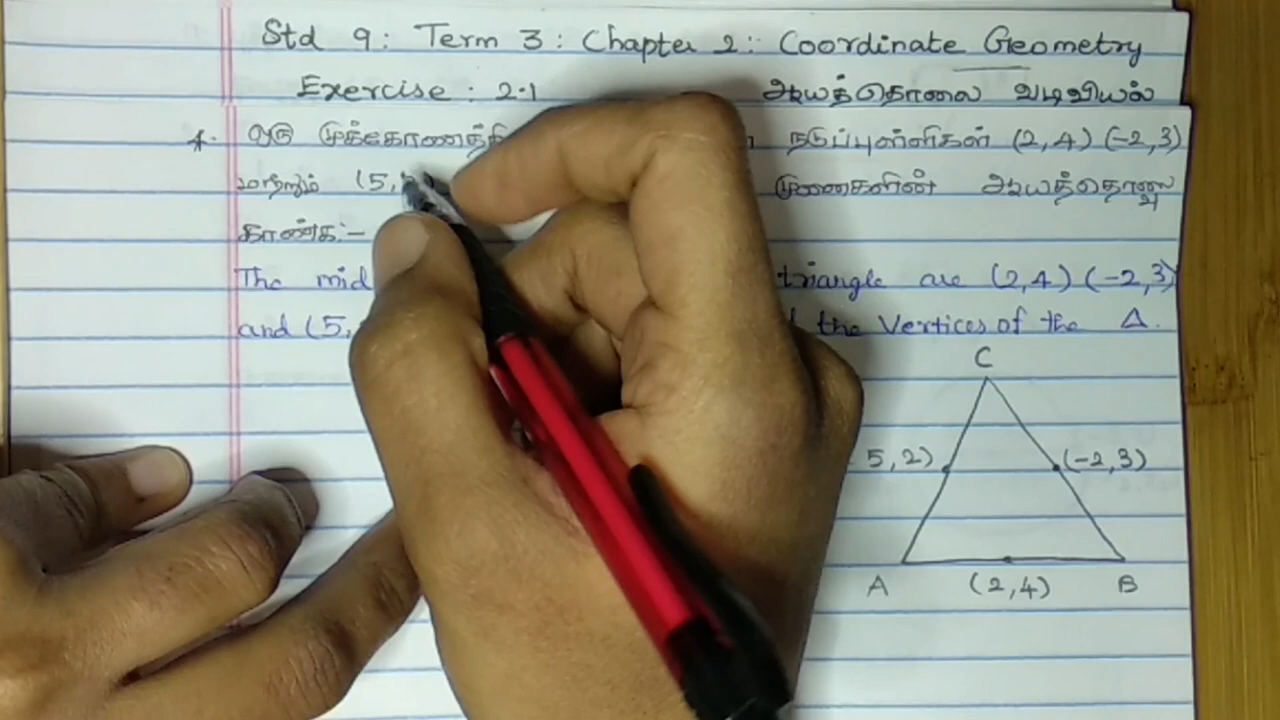 Std 9: Term 3: Chapter 2: Coordinate Geometry
Exercise: 2.1 ஆயத்தொலை வடிவியல்
4. ஒரு நடுப்புள்ளிகள் (2,4) (-2,3)
மற்றும் (5, முனைகளின் ஆயத்தொலை
காண்க:-
The mid triangle are (2,4) (-2,3)
and (5, the Vertices of the Δ.
C
5,2) (-2,3)
A (2,4) B